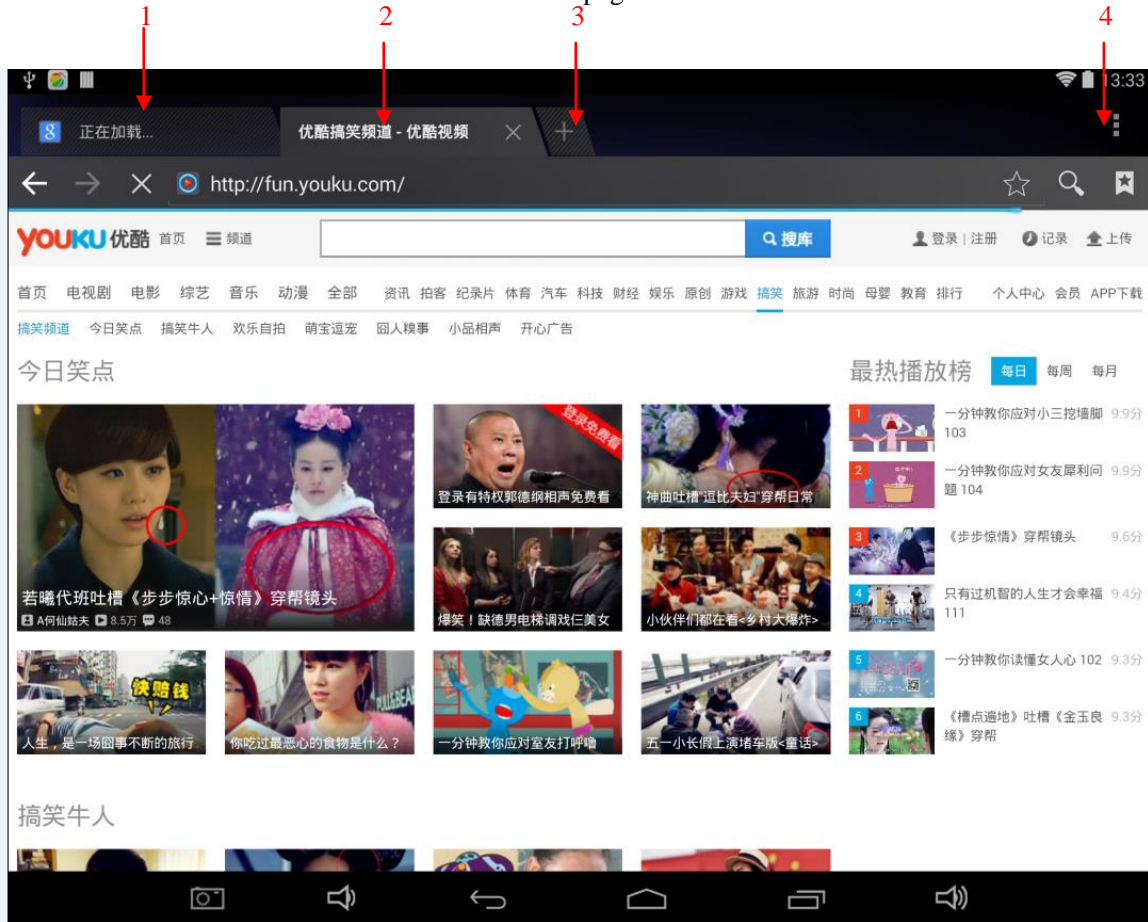 pag
1 2 3 4
13:33
正在加载... 优酷搞笑频道 - 优酷视频
http://fun.youku.com/
YOUKU 优酷 首页 频道 搜库 登录 | 注册 记录 上传
首页 电视剧 电影 综艺 音乐 动漫 全部 资讯 拍客 纪录片 体育 汽车 科技 财经 娱乐 原创 游戏 搞笑 旅游 时尚 母婴 教育 排行 个人中心 会员 APP下载
搞笑频道 今日笑点 搞笑牛人 欢乐自拍 萌宝逗宠 囧人糗事 小品相声 开心广告
今日笑点
若曦代班吐槽《步步惊心+惊情》穿帮镜头
A何仙姑夫 8.5万 48
登录免费看
登录有特权郭德纲相声免费看
神曲吐槽"逗比夫妇"穿帮日常
爆笑！缺德男电梯调戏仨美女
小伙伴们都在看<乡村大爆炸>
快赔钱
人生，是一场囧事不断的旅行
PULL&BEAR
你吃过最恶心的食物是什么？
一分钟教你应对室友打呼噜
五一小长假上演堵车版<童话>
最热播放榜 每日 每周 每月
1 一分钟教你应对小三挖墙脚 9.9分
103
2 一分钟教你应对女友犀利问 9.9分
题 104
3 《步步惊情》穿帮镜头 9.6分
4 只有过机智的人生才会幸福 9.4分
111
5 一分钟教你读懂女人心 102 9.3分
6 《槽点遍地》吐槽《金玉良 9.3分
缘》穿帮
搞笑牛人